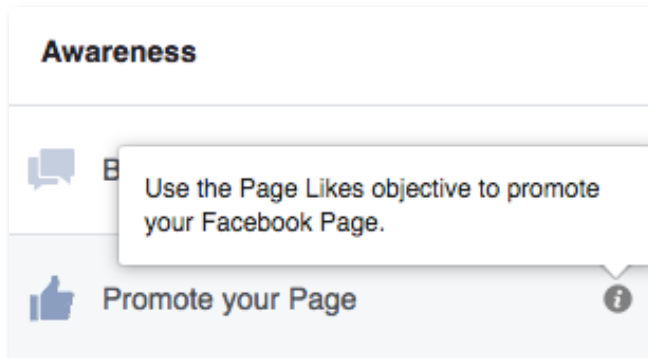 Awareness
B
Use the Page Likes objective to promote
your Facebook Page.
Promote your Page